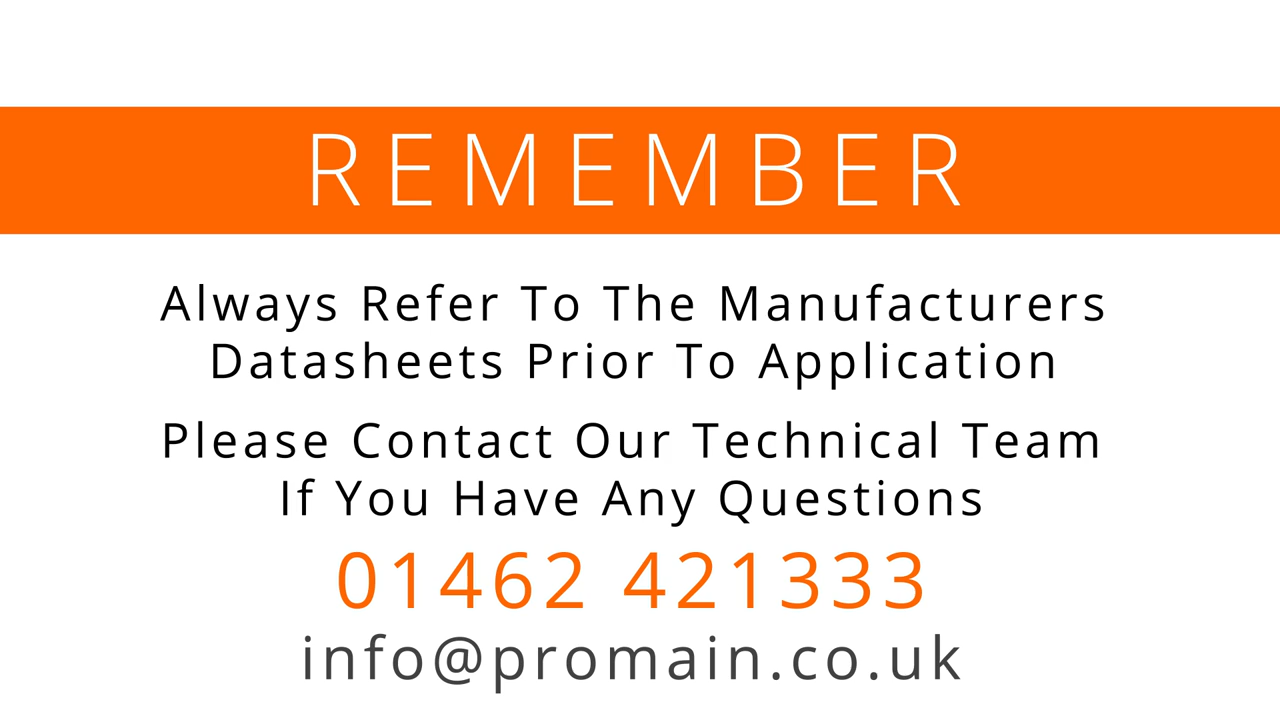 REMEMBER
Always Refer To The Manufacturers
Datasheets Prior To Application
Please Contact Our Technical Team
If You Have Any Questions
01462 421333
info@promain.co.uk